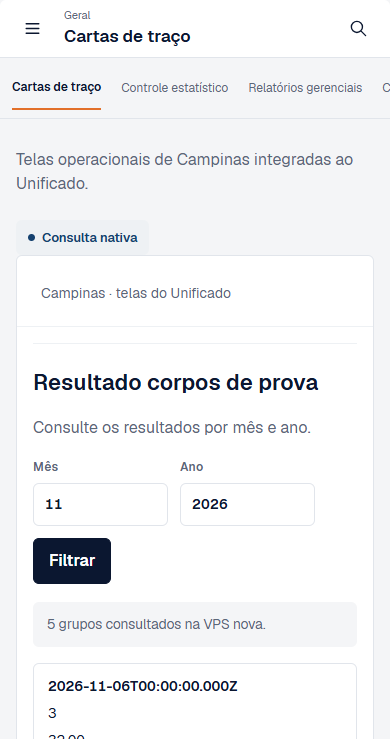 Geral
Cartas de traço
Cartas de traço
Controle estatístico
Relatórios gerenciais
C
Telas operacionais de Campinas integradas ao
Unificado.
Consulta nativa
Campinas · telas do Unificado
Resultado corpos de prova
Consulte os resultados por mês e ano.
Mês
Ano
11
2026
Filtrar
5 grupos consultados na VPS nova.
2026-11-06T00:00:00.000Z
3
32.00